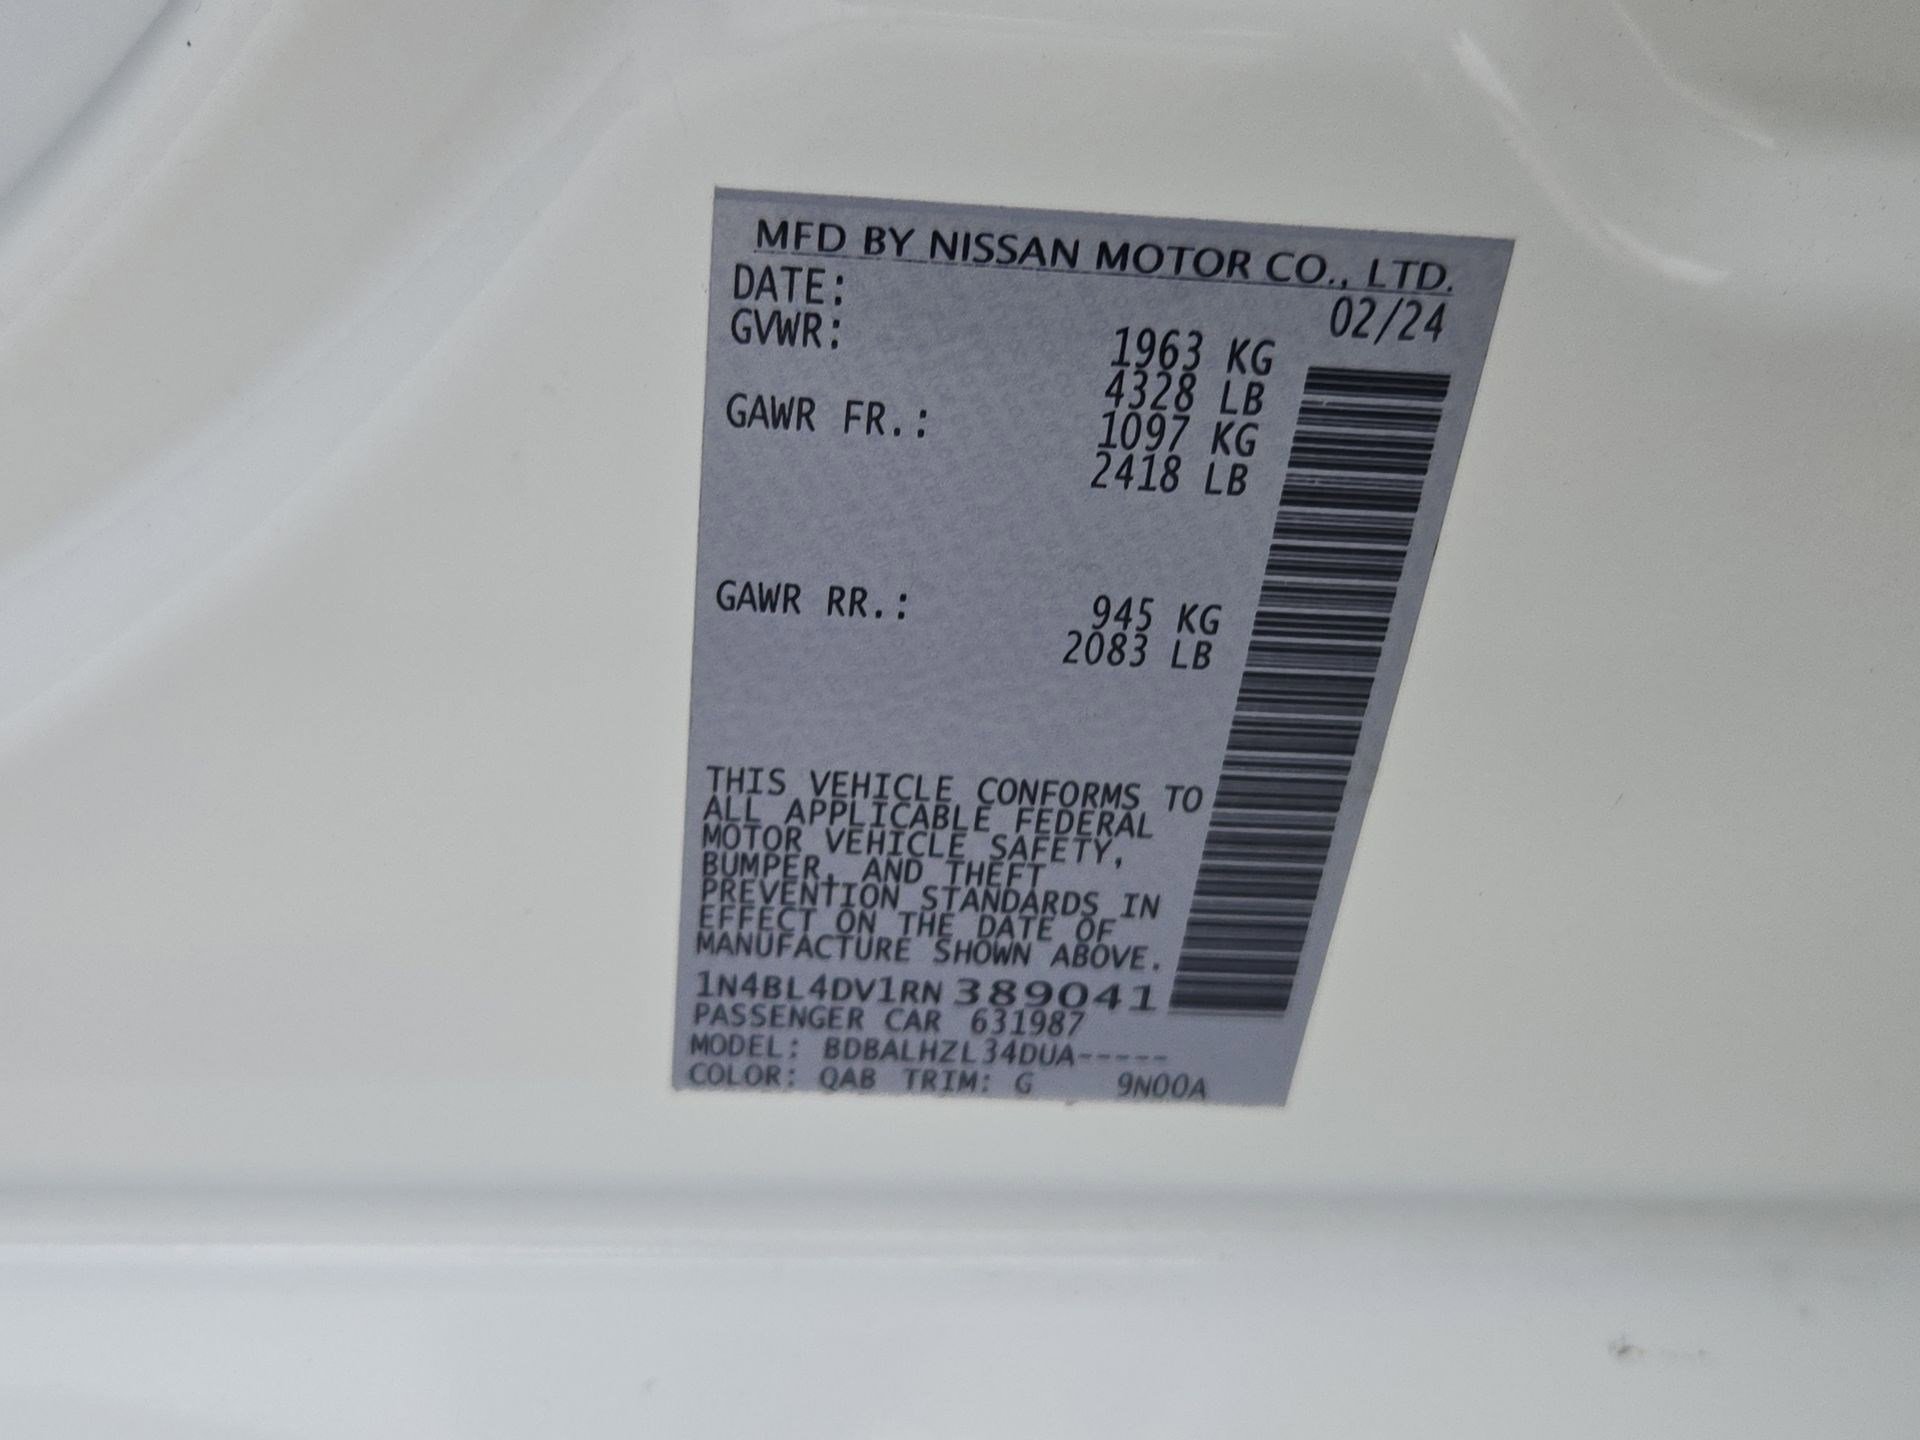 MFD BY NISSAN MOTOR CO., LTD.
DATE: 02/24
GVWR: 1963 KG
4328 LB
GAWR FR.: 1097 KG
2418 LB
GAWR RR.: 945 KG
2083 LB
THIS VEHICLE CONFORMS TO
ALL APPLICABLE FEDERAL
MOTOR VEHICLE SAFETY,
BUMPER, AND THEFT
PREVENTION STANDARDS IN
EFFECT ON THE DATE OF
MANUFACTURE SHOWN ABOVE.
1N4BL4DV1RN389041
PASSENGER CAR 631987
MODEL: BDBALHZL34DUA-----
COLOR: QAB TRIM: G 9N00A